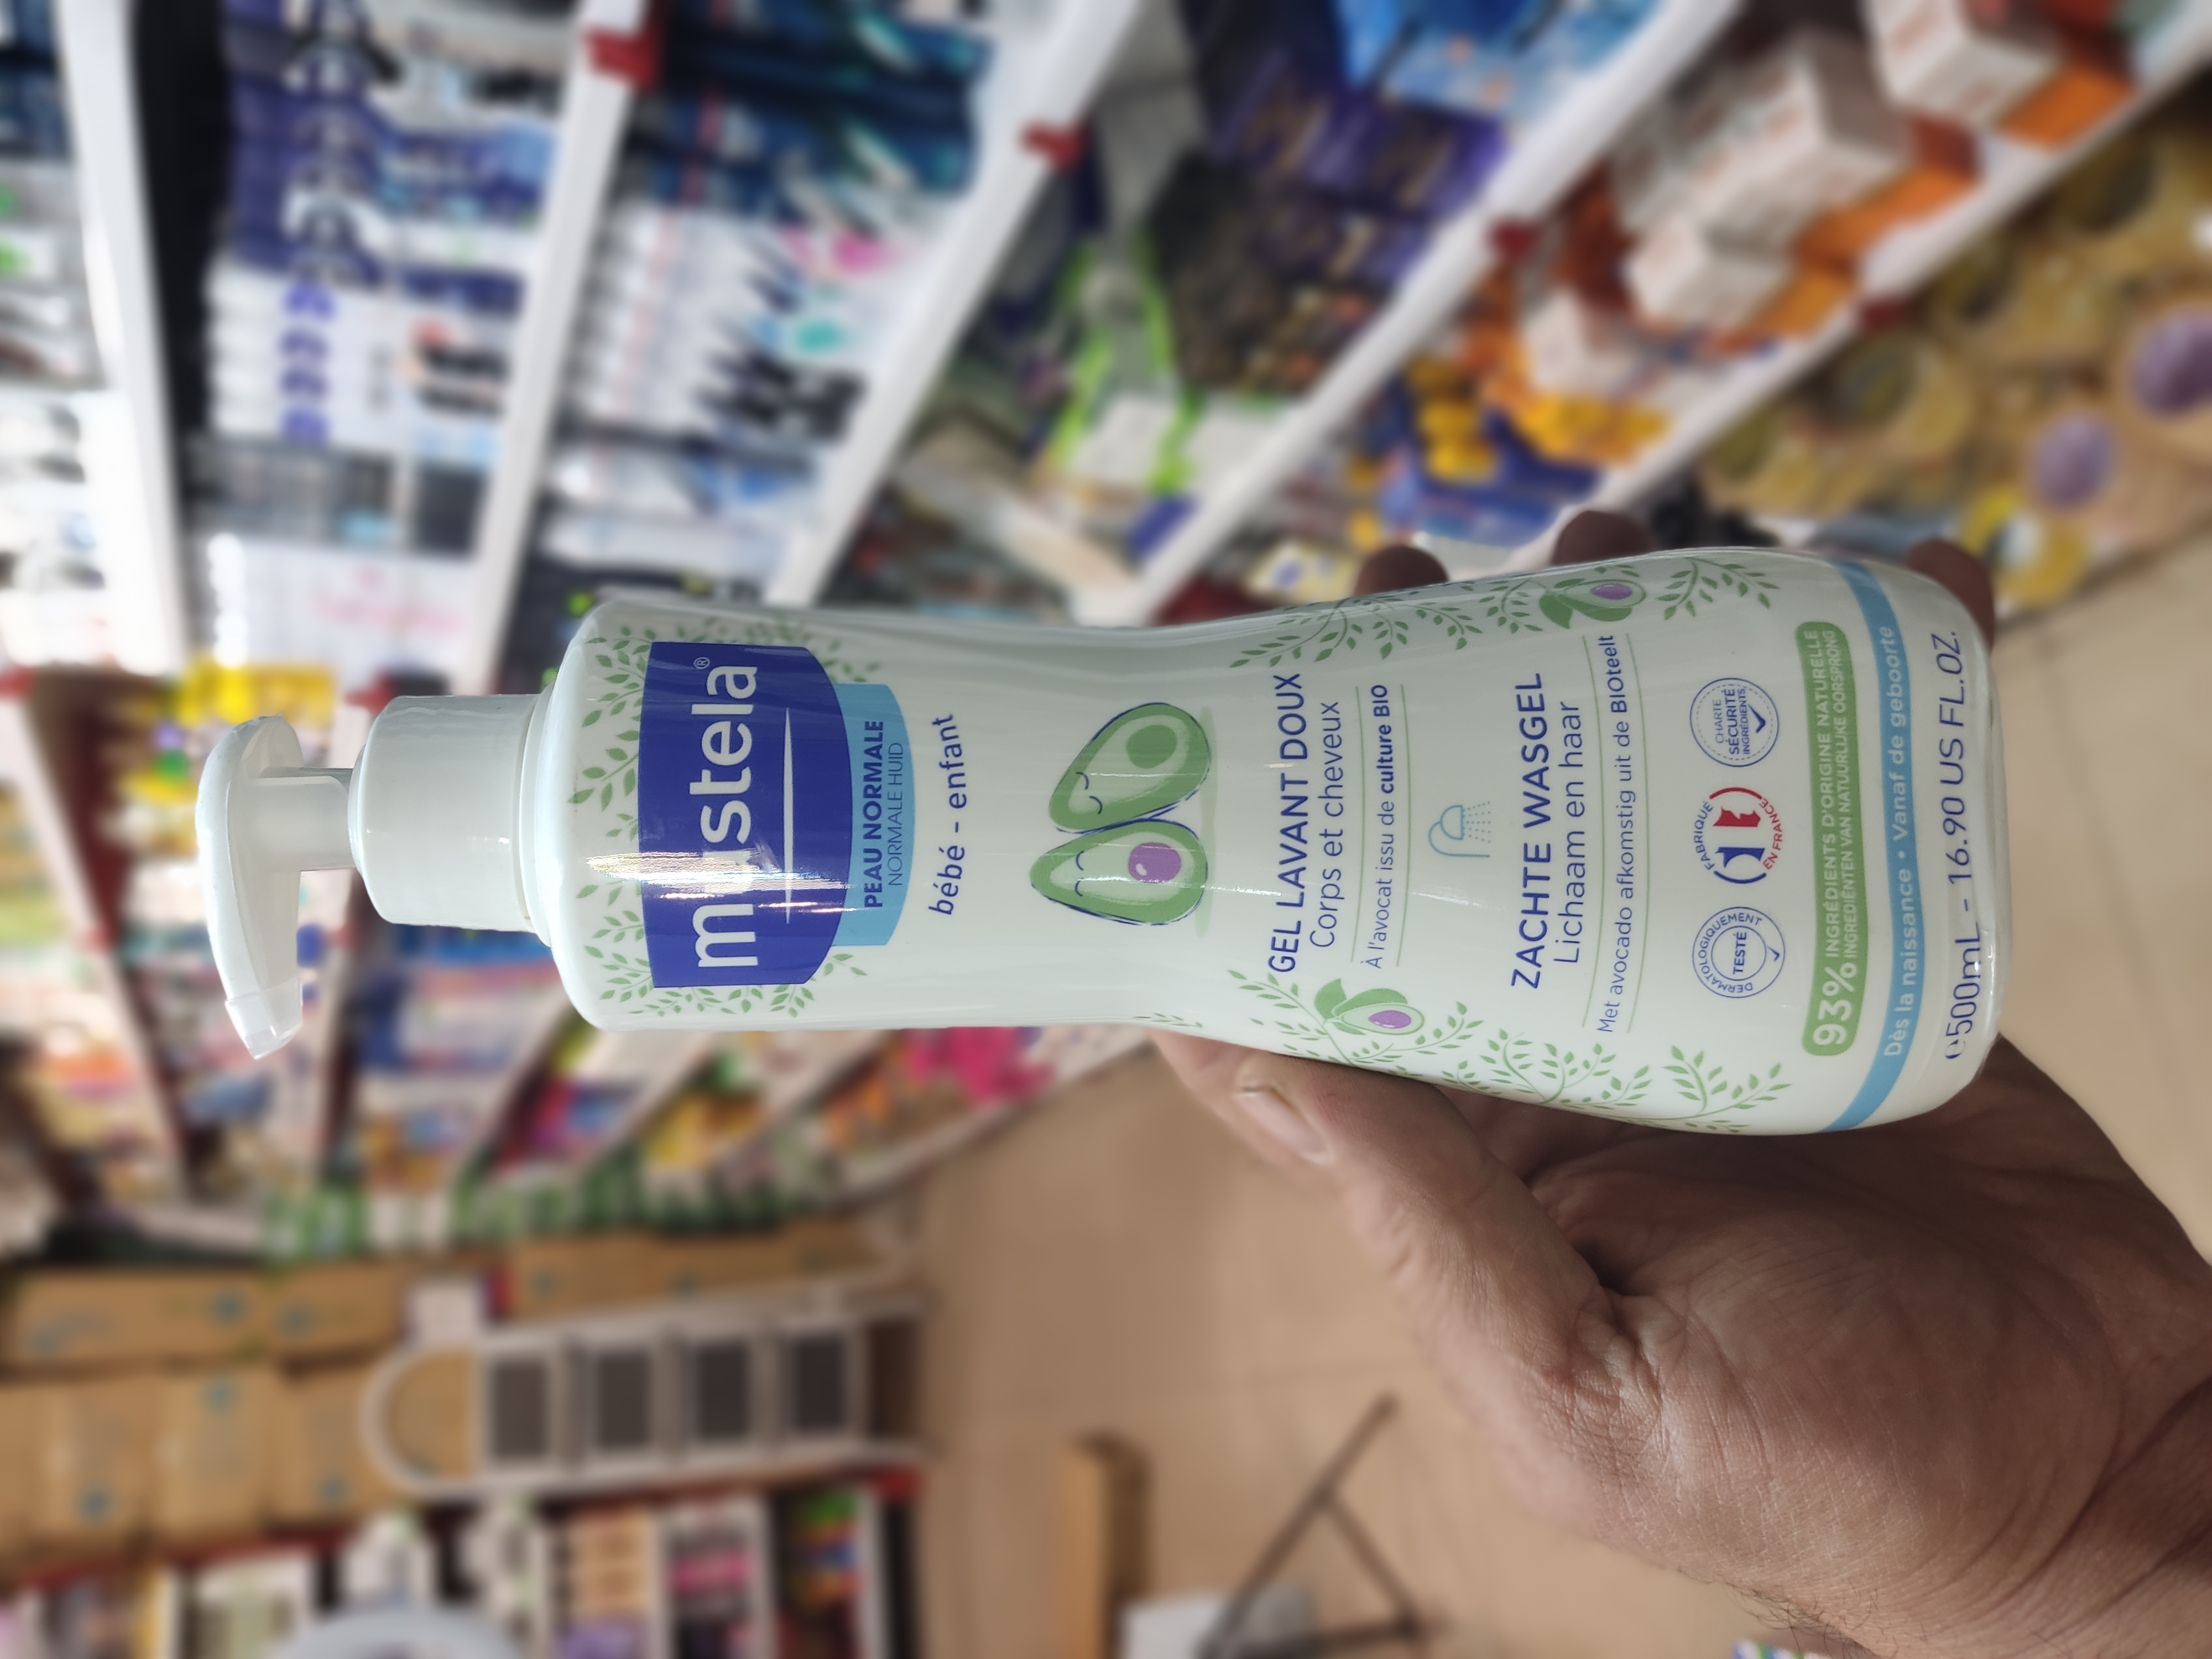 mustela®
PEAU NORMALE
NORMALE HUID
bébé - enfant
GEL LAVANT DOUX
Corps et cheveux
À l'avocat issu de culture BIO
ZACHTE WASGEL
Lichaam en haar
Met avocado afkomstig uit de BIOteelt
DERMATOLOGIQUEMENT
TESTÉ
FABRIQUÉ
EN FRANCE
CHARTE
SÉCURITÉ
INGRÉDIENTS
93% INGRÉDIENTS D'ORIGINE NATURELLE
INGREDIËNTEN VAN NATUURLIJKE OORSPRONG
Dès la naissance • Vanaf de geboorte
℮500mL - 16.90 US FL.OZ.